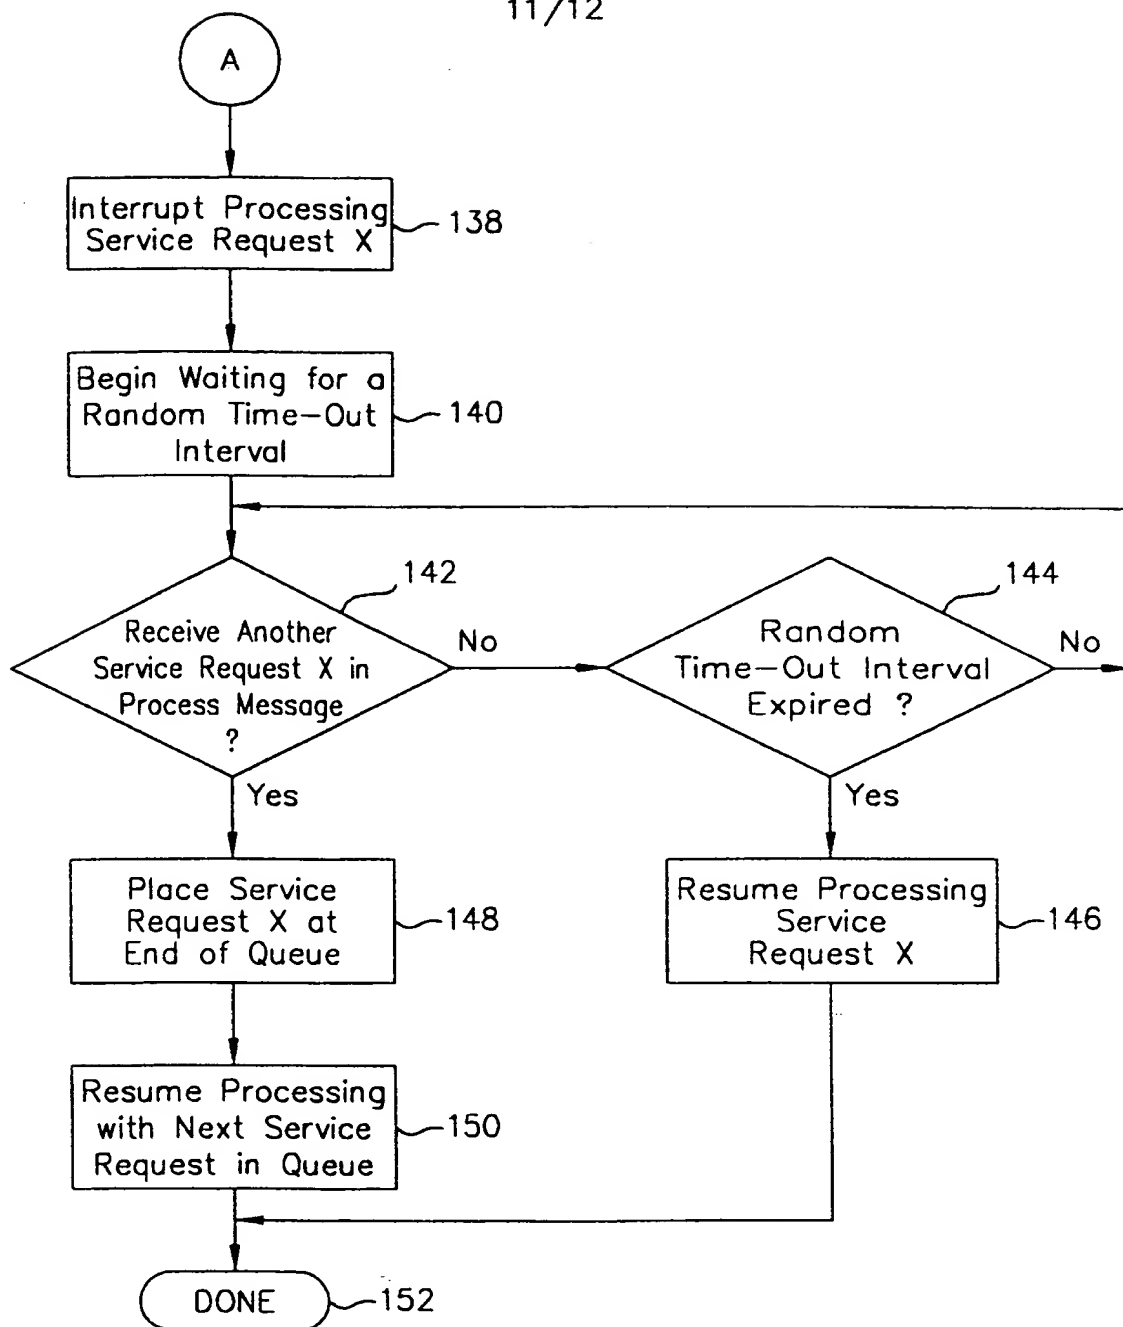 11/12
A
Interrupt Processing
Service Request X
138
Begin Waiting for a
Random Time-Out
Interval
140
142
Receive Another
Service Request X in
Process Message
?
No
144
Random
Time-Out Interval
Expired ?
No
Yes
Yes
Place Service
Request X at
End of Queue
148
Resume Processing
Service
Request X
146
Resume Processing
with Next Service
Request in Queue
150
DONE
152